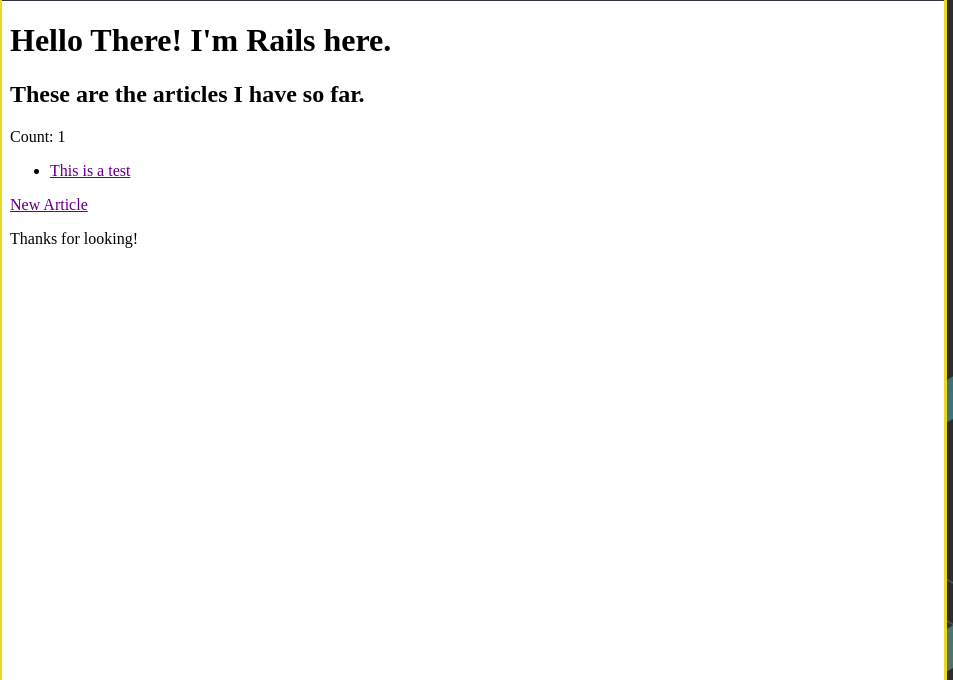 Hello There! I'm Rails here.
These are the articles I have so far.
Count: 1
This is a test
New Article
Thanks for looking!